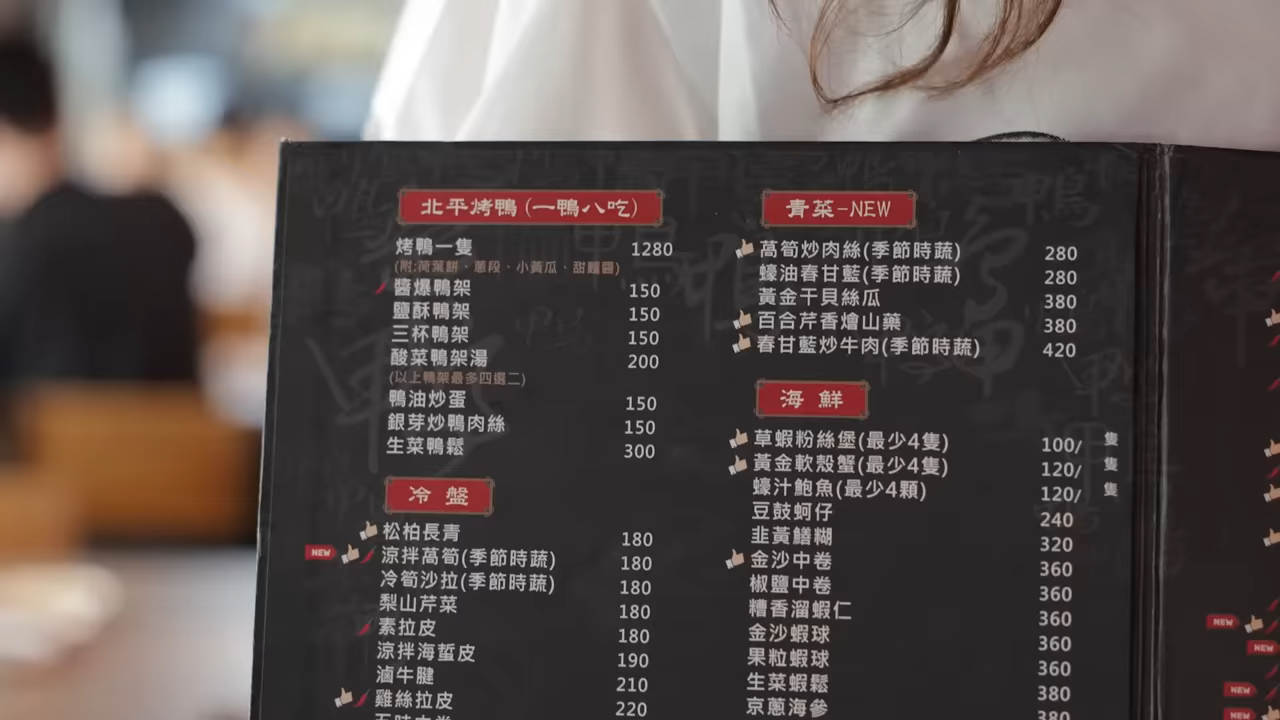 北平烤鴨(一鴨八吃)
烤鴨一隻 1280
(附:荷葉餅、蔥段、小黃瓜、甜麵醬)
醬爆鴨架 150
鹽酥鴨架 150
三杯鴨架 150
酸菜鴨架湯 200
(以上鴨架最多四選二)
鴨油炒蛋 150
銀芽炒鴨肉絲 150
生菜鴨鬆 300
冷盤
松柏長青 180
NEW 涼拌萵筍(季節時蔬) 180
冷筍沙拉(季節時蔬) 180
梨山芹菜 180
素拉皮 180
涼拌海蜇皮 190
滷牛腱 210
雞絲拉皮 220
青菜-NEW
萵筍炒肉絲(季節時蔬) 280
蠔油春甘藍(季節時蔬) 280
黃金干貝絲瓜 380
百合芹香燴山藥 380
春甘藍炒牛肉(季節時蔬) 420
海鮮
草蝦粉絲堡(最少4隻) 100/隻
黃金軟殼蟹(最少4隻) 120/隻
蠔汁鮑魚(最少4顆) 120/隻
豆鼓蚵仔 240
韭黃鱔糊 320
金沙中卷 360
椒鹽中卷 360
糟香溜蝦仁 360
金沙蝦球 360
果粒蝦球 360
生菜蝦鬆 380
京蔥海參 380
NEW
NEW
NEW
NEW